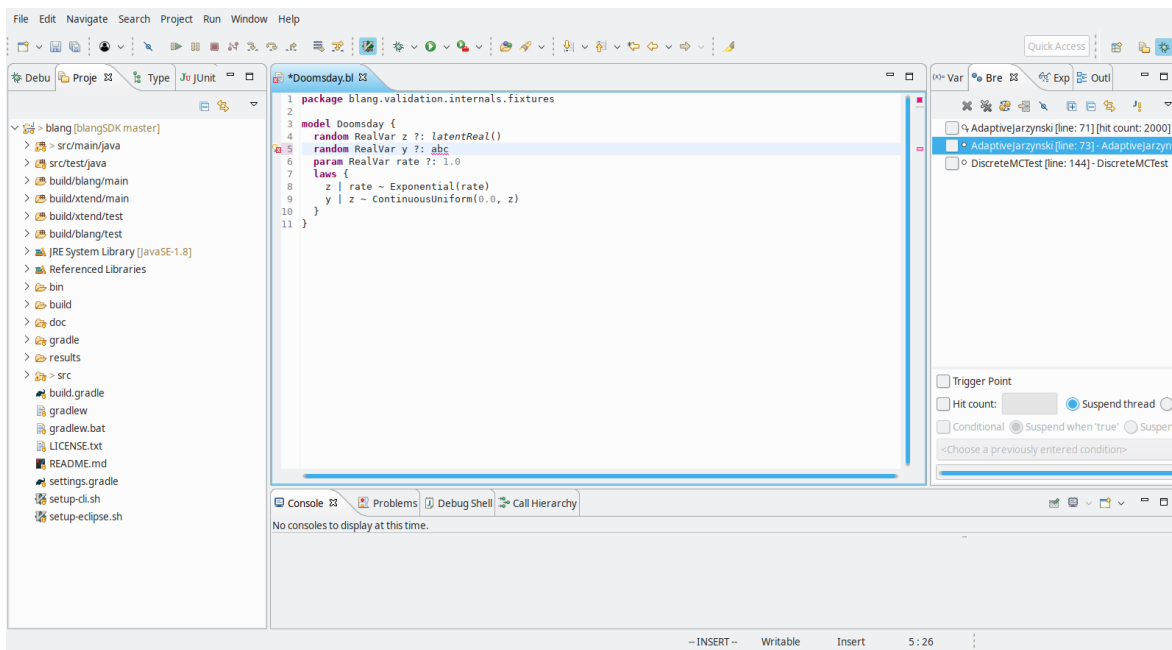 File Edit Navigate Search Project Run Window Help
Quick Access
Debu Proje Type Ju JUnit
> blang [blangSDK master]
> src/main/java
src/test/java
build/blang/main
build/xtend/main
build/xtend/test
build/blang/test
JRE System Library [JavaSE-1.8]
Referenced Libraries
bin
build
doc
gradle
results
> src
build.gradle
gradlew
gradlew.bat
LICENSE.txt
README.md
settings.gradle
setup-cli.sh
setup-eclipse.sh
*Doomsday.bl
1 package blang.validation.internals.fixtures
2
3 model Doomsday {
4 random RealVar z ?: latentReal()
5 random RealVar y ?: abc
6 param RealVar rate ?: 1.0
7 laws {
8 z | rate ~ Exponential(rate)
9 y | z ~ ContinuousUniform(0.0, z)
10 }
11 }
(x)= Var Bre Exp Outl
AdaptiveJarzynski [line: 71] [hit count: 2000]
AdaptiveJarzynski [line: 73] - AdaptiveJarzyn
DiscreteMCTest [line: 144] - DiscreteMCTest
Trigger Point
Hit count: Suspend thread
Conditional Suspend when 'true' Suspen
<Choose a previously entered condition>
Console Problems Debug Shell Call Hierarchy
No consoles to display at this time.
-- INSERT -- Writable Insert 5 : 26